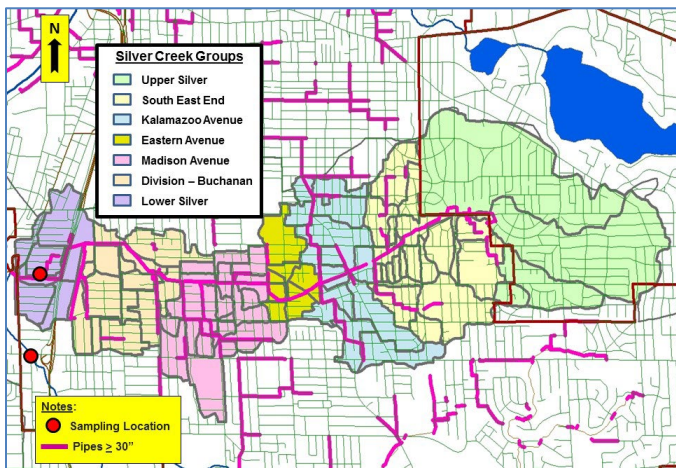 N
Silver Creek Groups
Upper Silver
South East End
Kalamazoo Avenue
Eastern Avenue
Madison Avenue
Division – Buchanan
Lower Silver
Notes:
Sampling Location
Pipes ≥ 30”